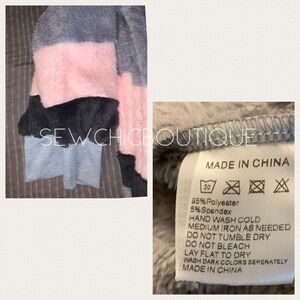 SEWCHICBOUTIQUE
MADE IN CHINA
30
95%Polyester
5%Spandex
HAND WASH COLD
MEDIUM IRON AS NEEDED
DO NOT TUMBLE DRY
DO NOT BLEACH
LAY FLAT TO DRY
WASH DARK COLORS SEPERATELY
MADE IN CHINA